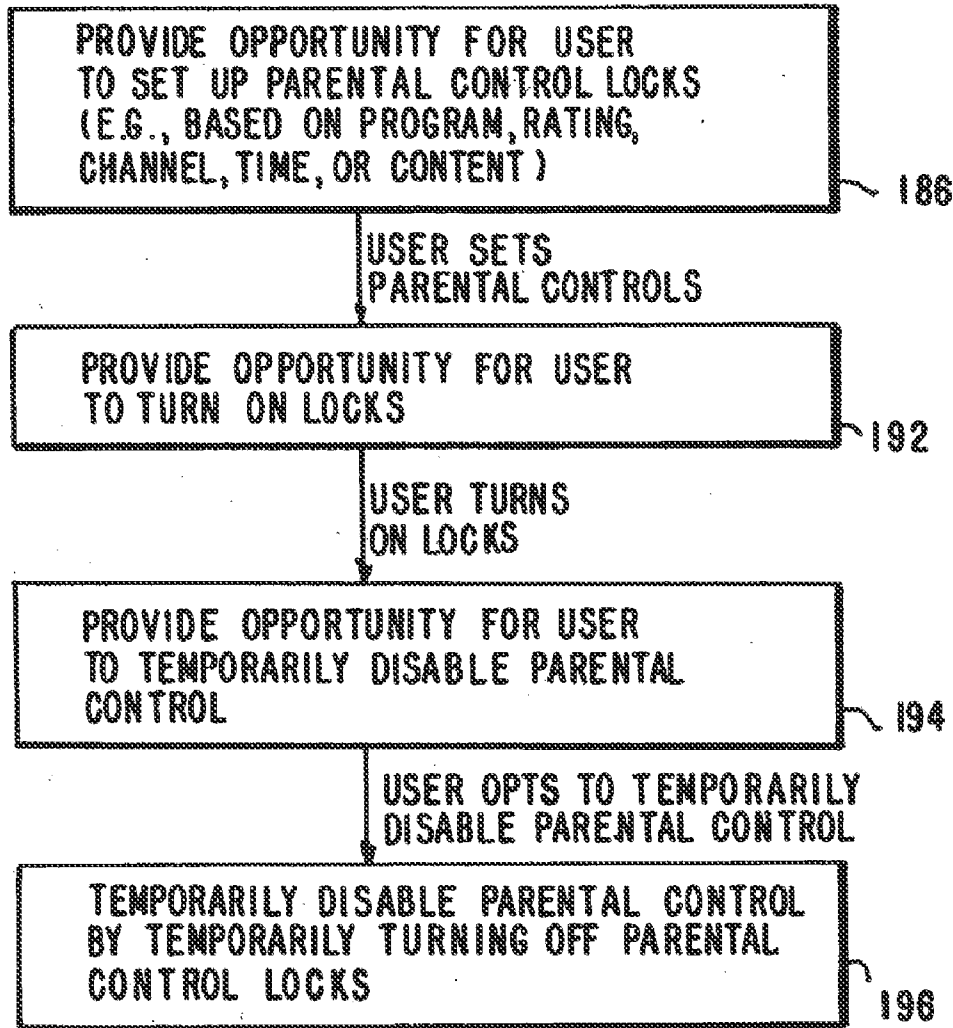 PROVIDE OPPORTUNITY FOR USER
TO SET UP PARENTAL CONTROL LOCKS
(E.G., BASED ON PROGRAM, RATING,
CHANNEL, TIME, OR CONTENT)
186
USER SETS
PARENTAL CONTROLS
PROVIDE OPPORTUNITY FOR USER
TO TURN ON LOCKS
192
USER TURNS
ON LOCKS
PROVIDE OPPORTUNITY FOR USER
TO TEMPORARILY DISABLE PARENTAL
CONTROL
194
USER OPTS TO TEMPORARILY
DISABLE PARENTAL CONTROL
TEMPORARILY DISABLE PARENTAL CONTROL
BY TEMPORARILY TURNING OFF PARENTAL
CONTROL LOCKS
196